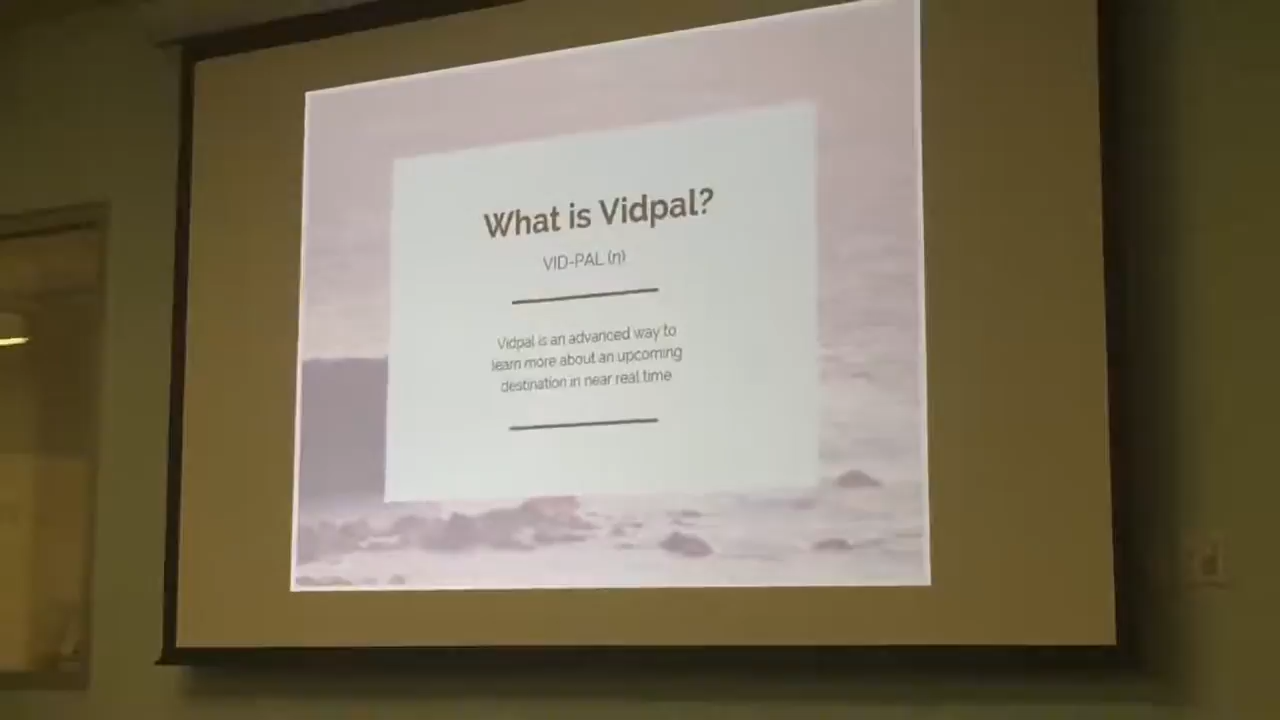 What is Vidpal?
VID-PAL (n)
Vidpal is an advanced way to
learn more about an upcoming
destination in near real time